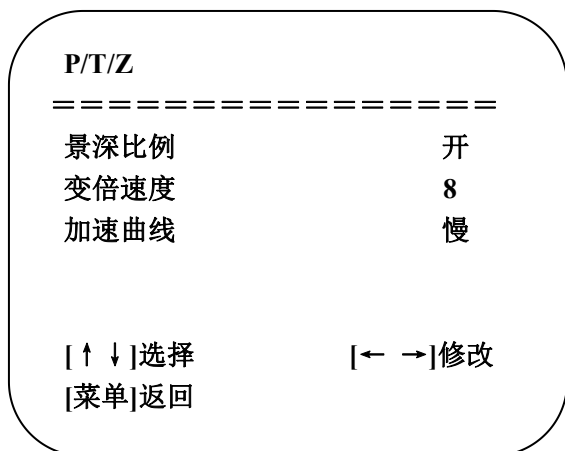 P/T/Z
=================
景深比例 开
变倍速度 8
加速曲线 慢
[↑ ↓]选择 [← →]修改
[菜单]返回